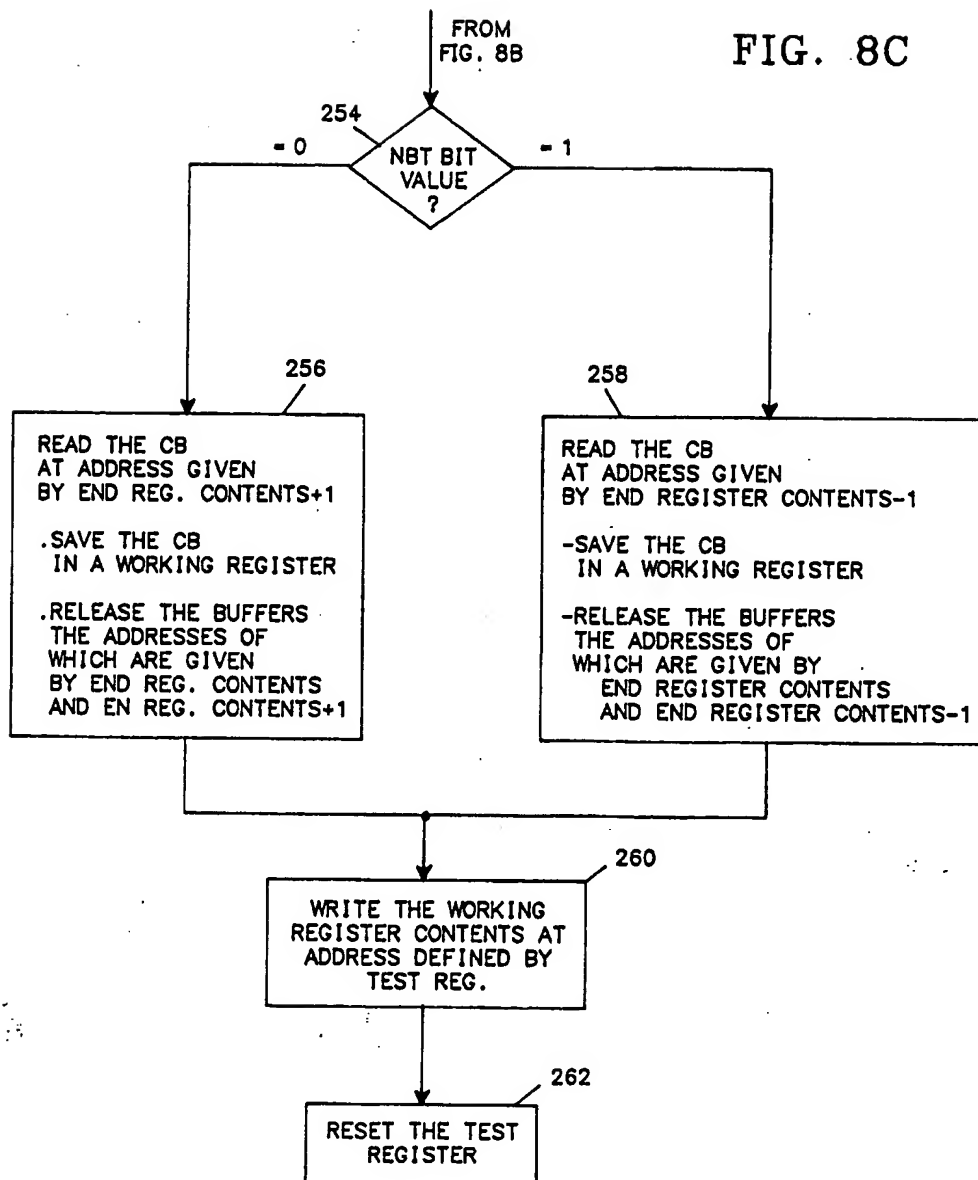 FROM
FIG. 8B
FIG. 8C
254
= 0
= 1
NBT BIT
VALUE
?
256
READ THE CB
AT ADDRESS GIVEN
BY END REG. CONTENTS+1
.SAVE THE CB
IN A WORKING REGISTER
.RELEASE THE BUFFERS
THE ADDRESSES OF
WHICH ARE GIVEN
BY END REG. CONTENTS
AND EN REG. CONTENTS+1
258
READ THE CB
AT ADDRESS GIVEN
BY END REGISTER CONTENTS-1
-SAVE THE CB
IN A WORKING REGISTER
-RELEASE THE BUFFERS
THE ADDRESSES OF
WHICH ARE GIVEN BY
END REGISTER CONTENTS
AND END REGISTER CONTENTS-1
260
WRITE THE WORKING
REGISTER CONTENTS AT
ADDRESS DEFINED BY
TEST REG.
262
RESET THE TEST
REGISTER